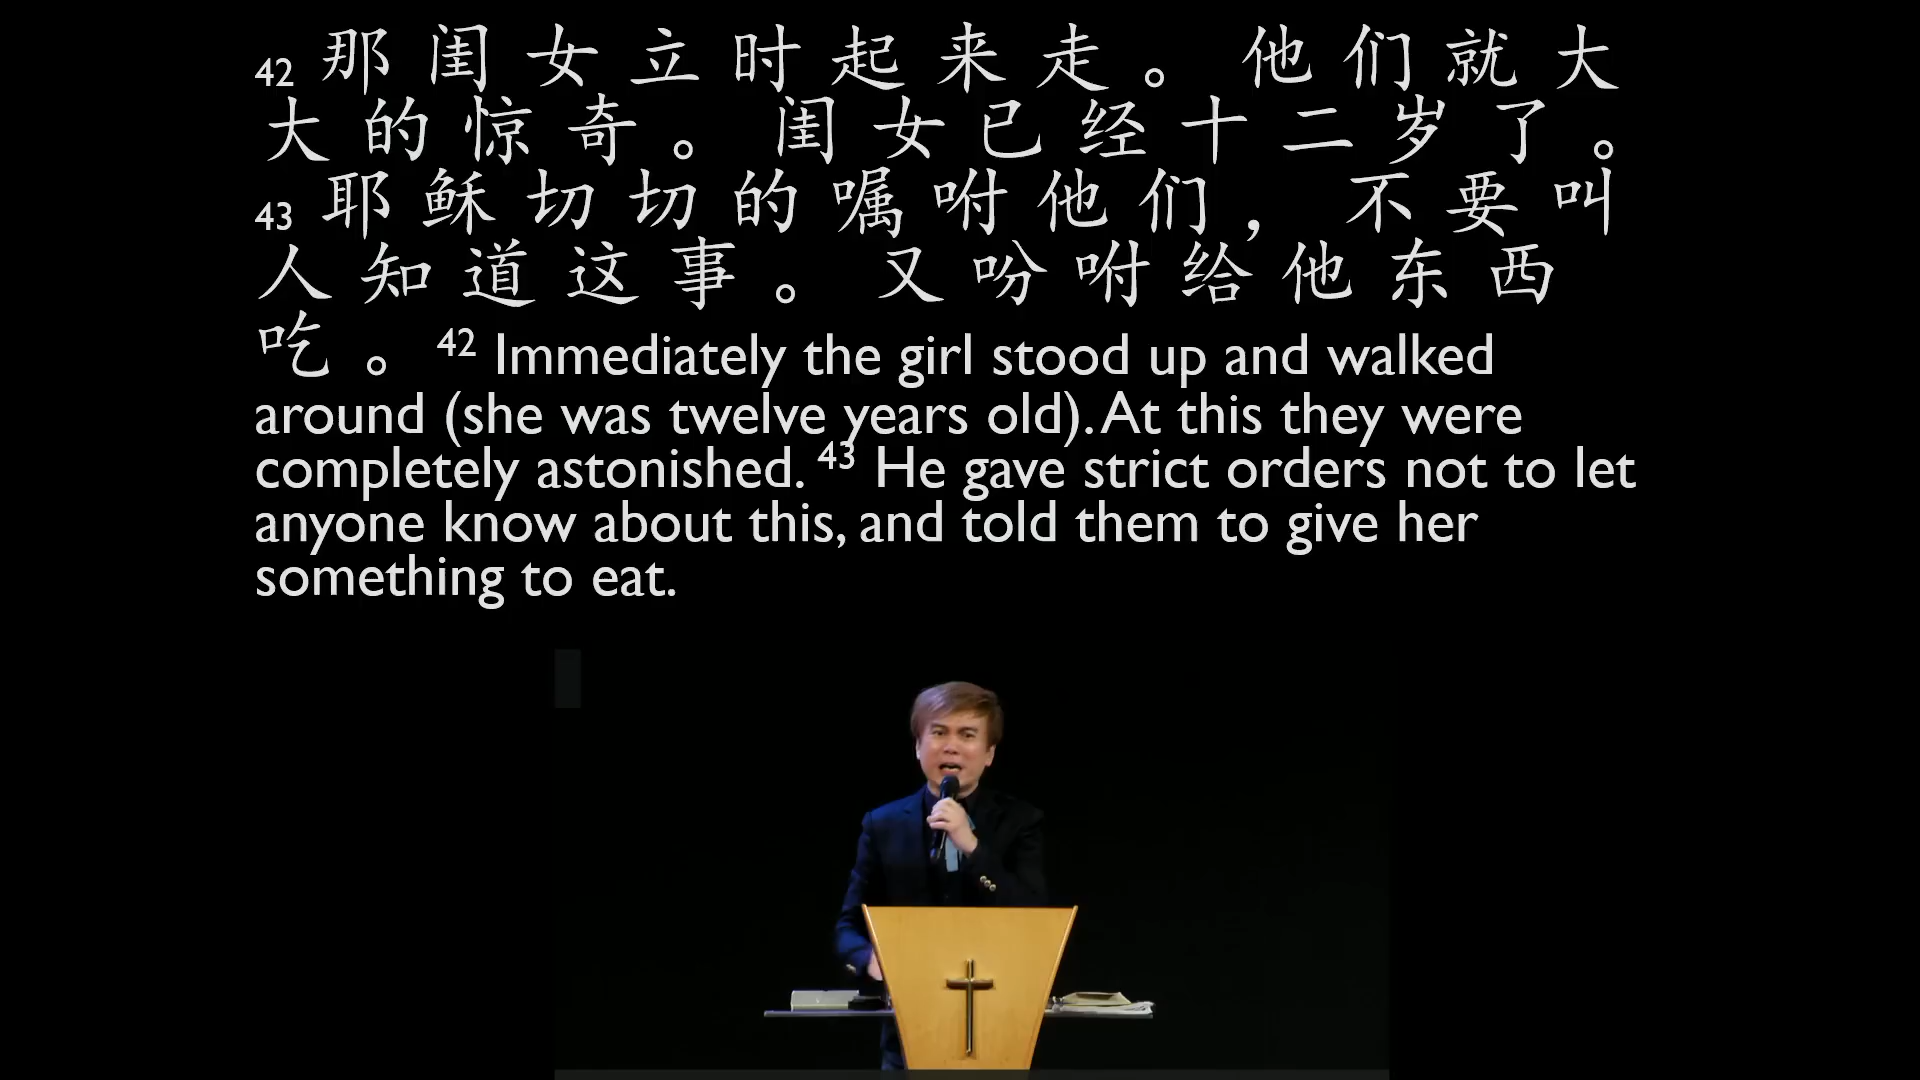 42 那闺女立时起来走。他们就大
大的惊奇。闺女已经十二岁了。
43 耶稣切切的嘱咐他们，不要叫
人知道这事。又吩咐给他东西
吃。 42 Immediately the girl stood up and walked
around (she was twelve years old). At this they were
completely astonished. 43 He gave strict orders not to let
anyone know about this, and told them to give her
something to eat.